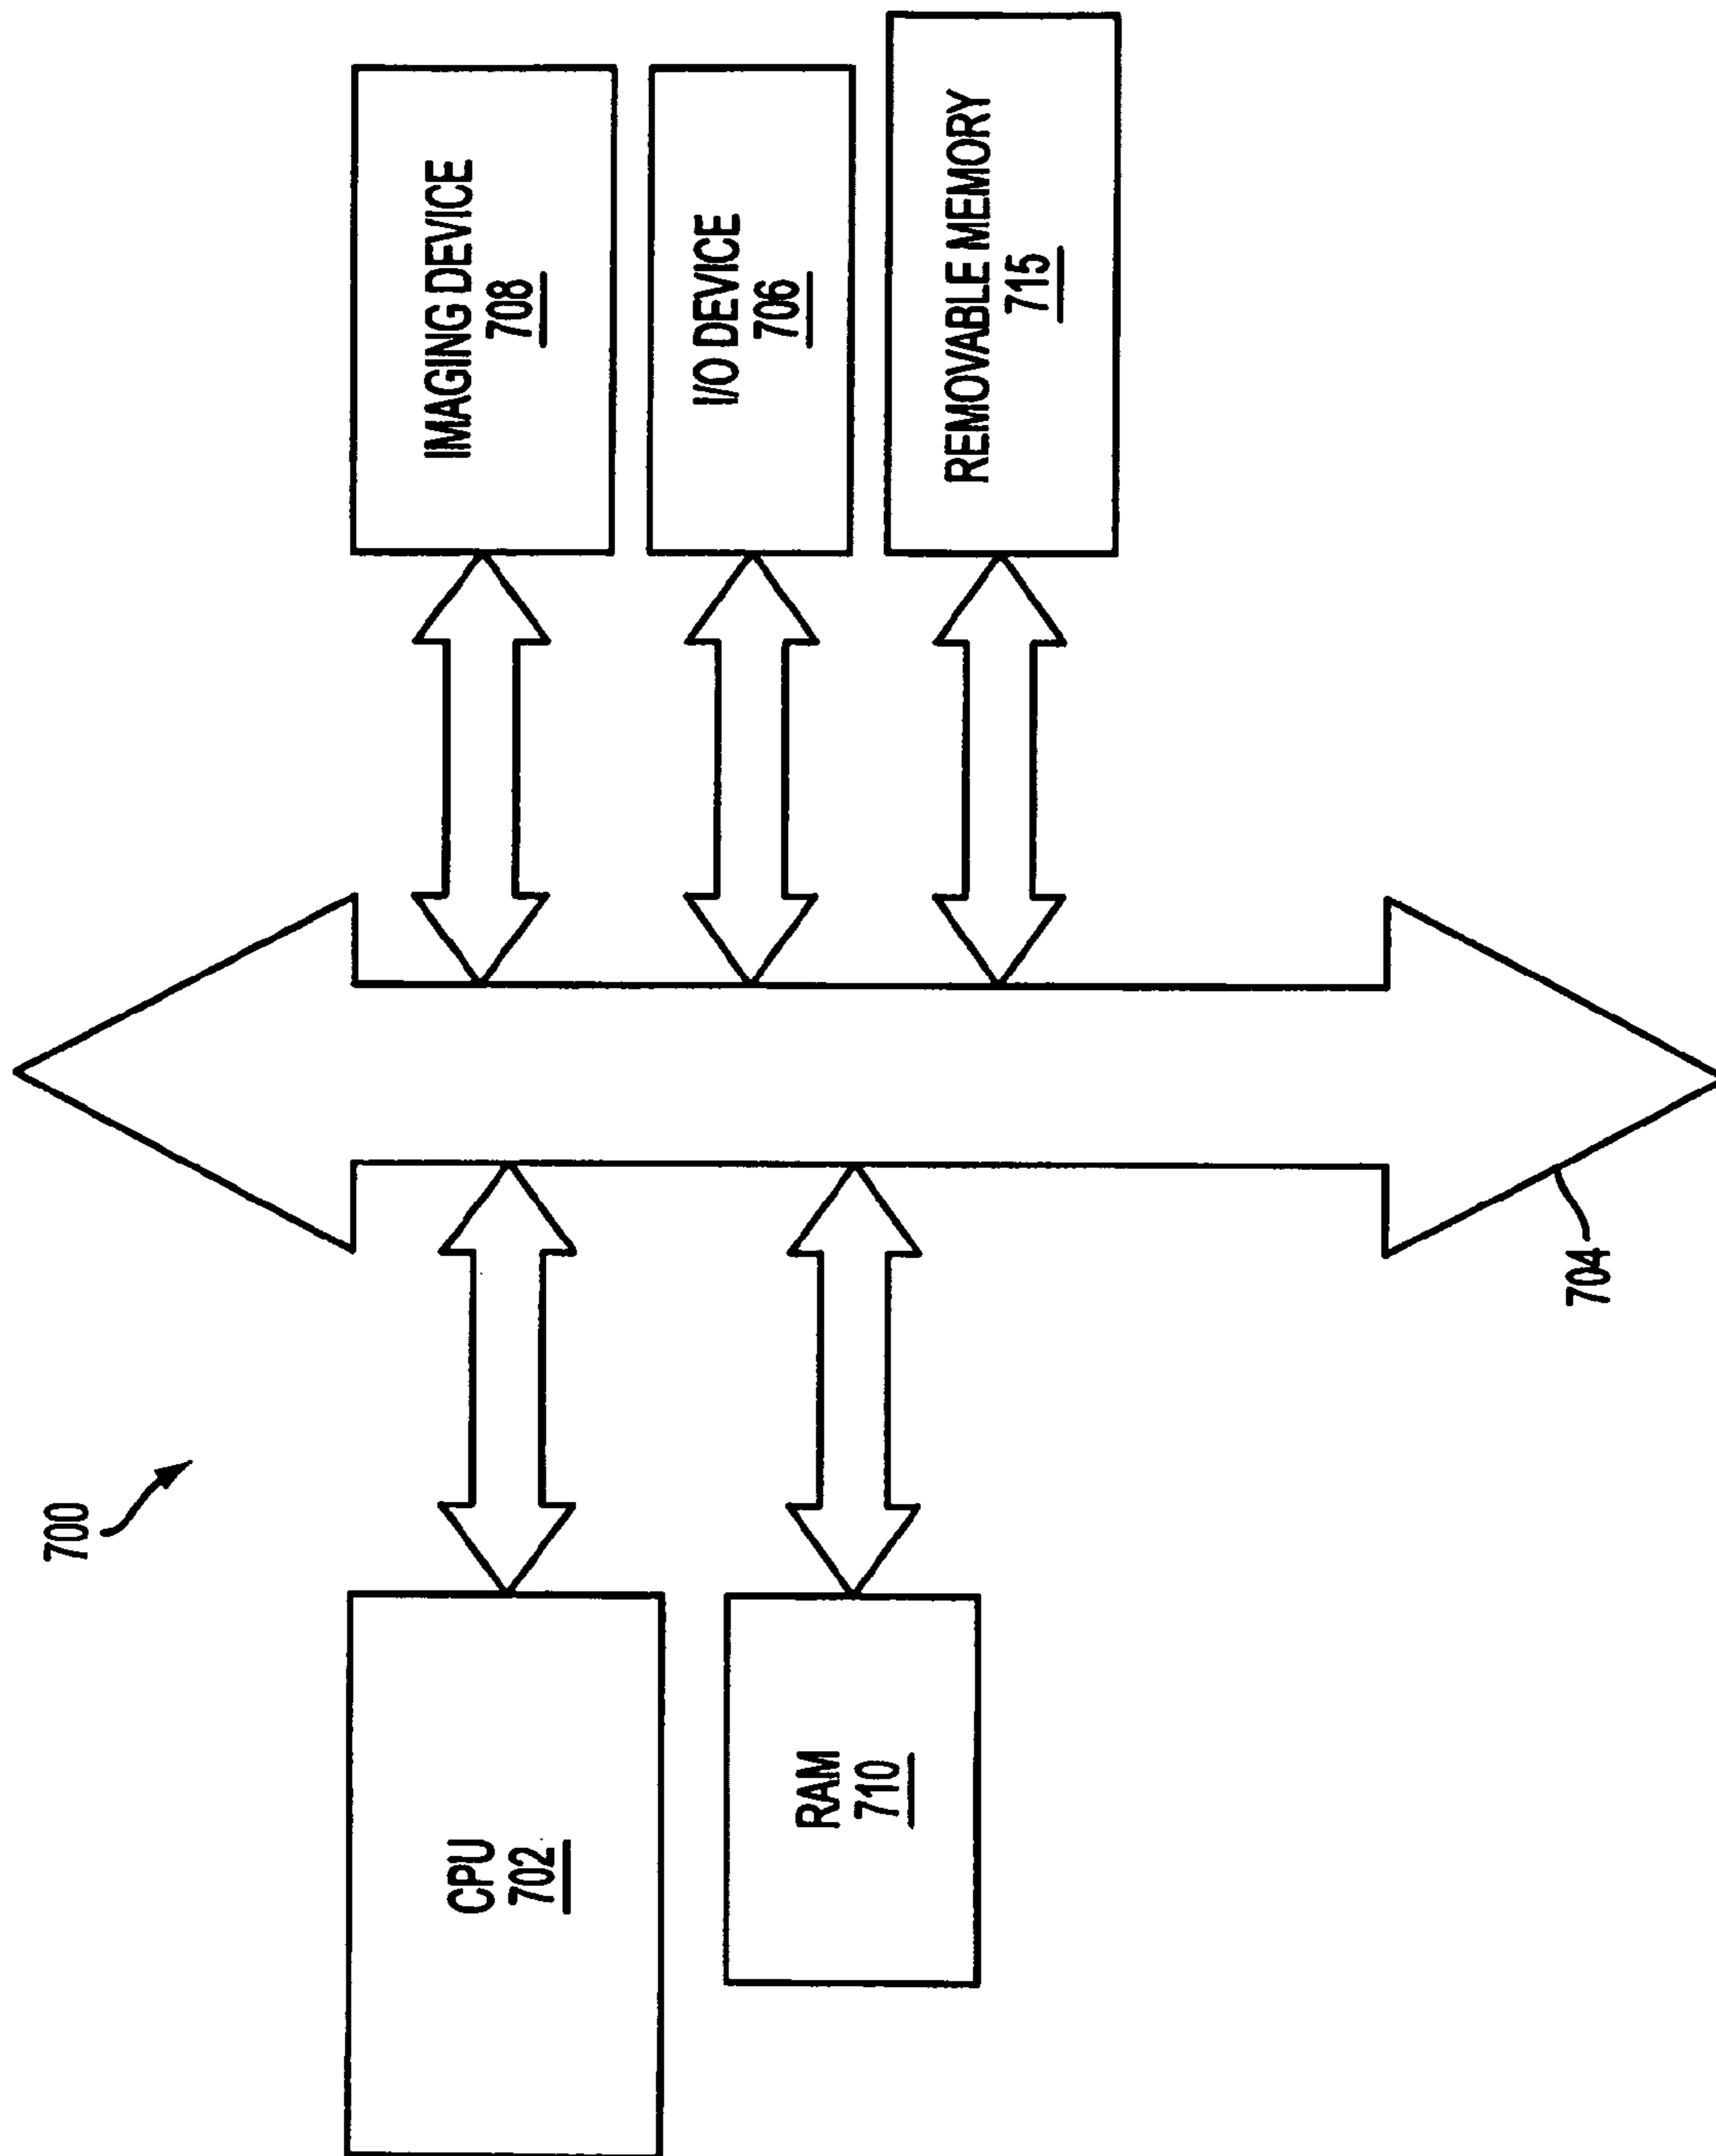 700
CPU
702
RAM
710
IMAGING DEVICE
708
I/O DEVICE
706
REMOVABLE MEMORY
715
704